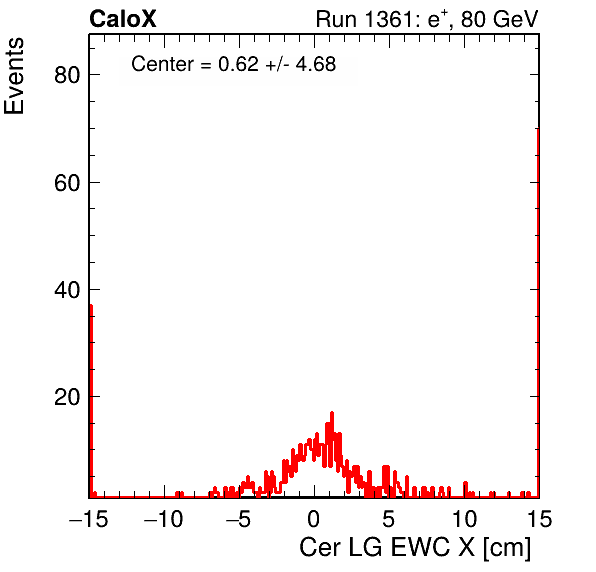 CaloX Run 1361: e⁺, 80 GeV
Events
Center = 0.62 +/- 4.68
80
60
40
20
−15 −10 −5 0 5 10 15
Cer LG EWC X [cm]